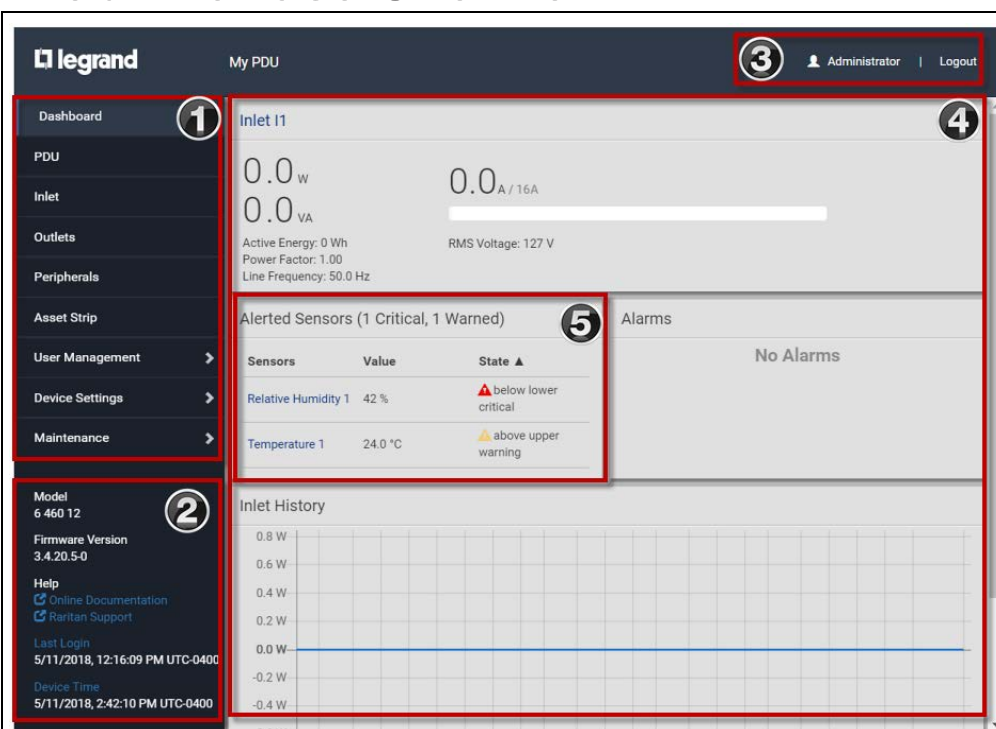 legrand
My PDU
3
Administrator | Logout
Dashboard
1
PDU
Inlet
Outlets
Peripherals
Asset Strip
User Management
Device Settings
Maintenance
Model
6 460 12
2
Firmware Version
3.4.20.5-0
Help
Online Documentation
Raritan Support
Last Login
5/11/2018, 12:16:09 PM UTC-0400
Device Time
5/11/2018, 2:42:10 PM UTC-0400
Inlet I1
4
0.0 W
0.0 VA
Active Energy: 0 Wh
Power Factor: 1.00
Line Frequency: 50.0 Hz
0.0 A / 16A
RMS Voltage: 127 V
Alerted Sensors (1 Critical, 1 Warned)
5
Sensors Value State ▲
Relative Humidity 1 42 % below lower
critical
Temperature 1 24.0 °C above upper
warning
Alarms
No Alarms
Inlet History
0.8 W
0.6 W
0.4 W
0.2 W
0.0 W
-0.2 W
-0.4 W